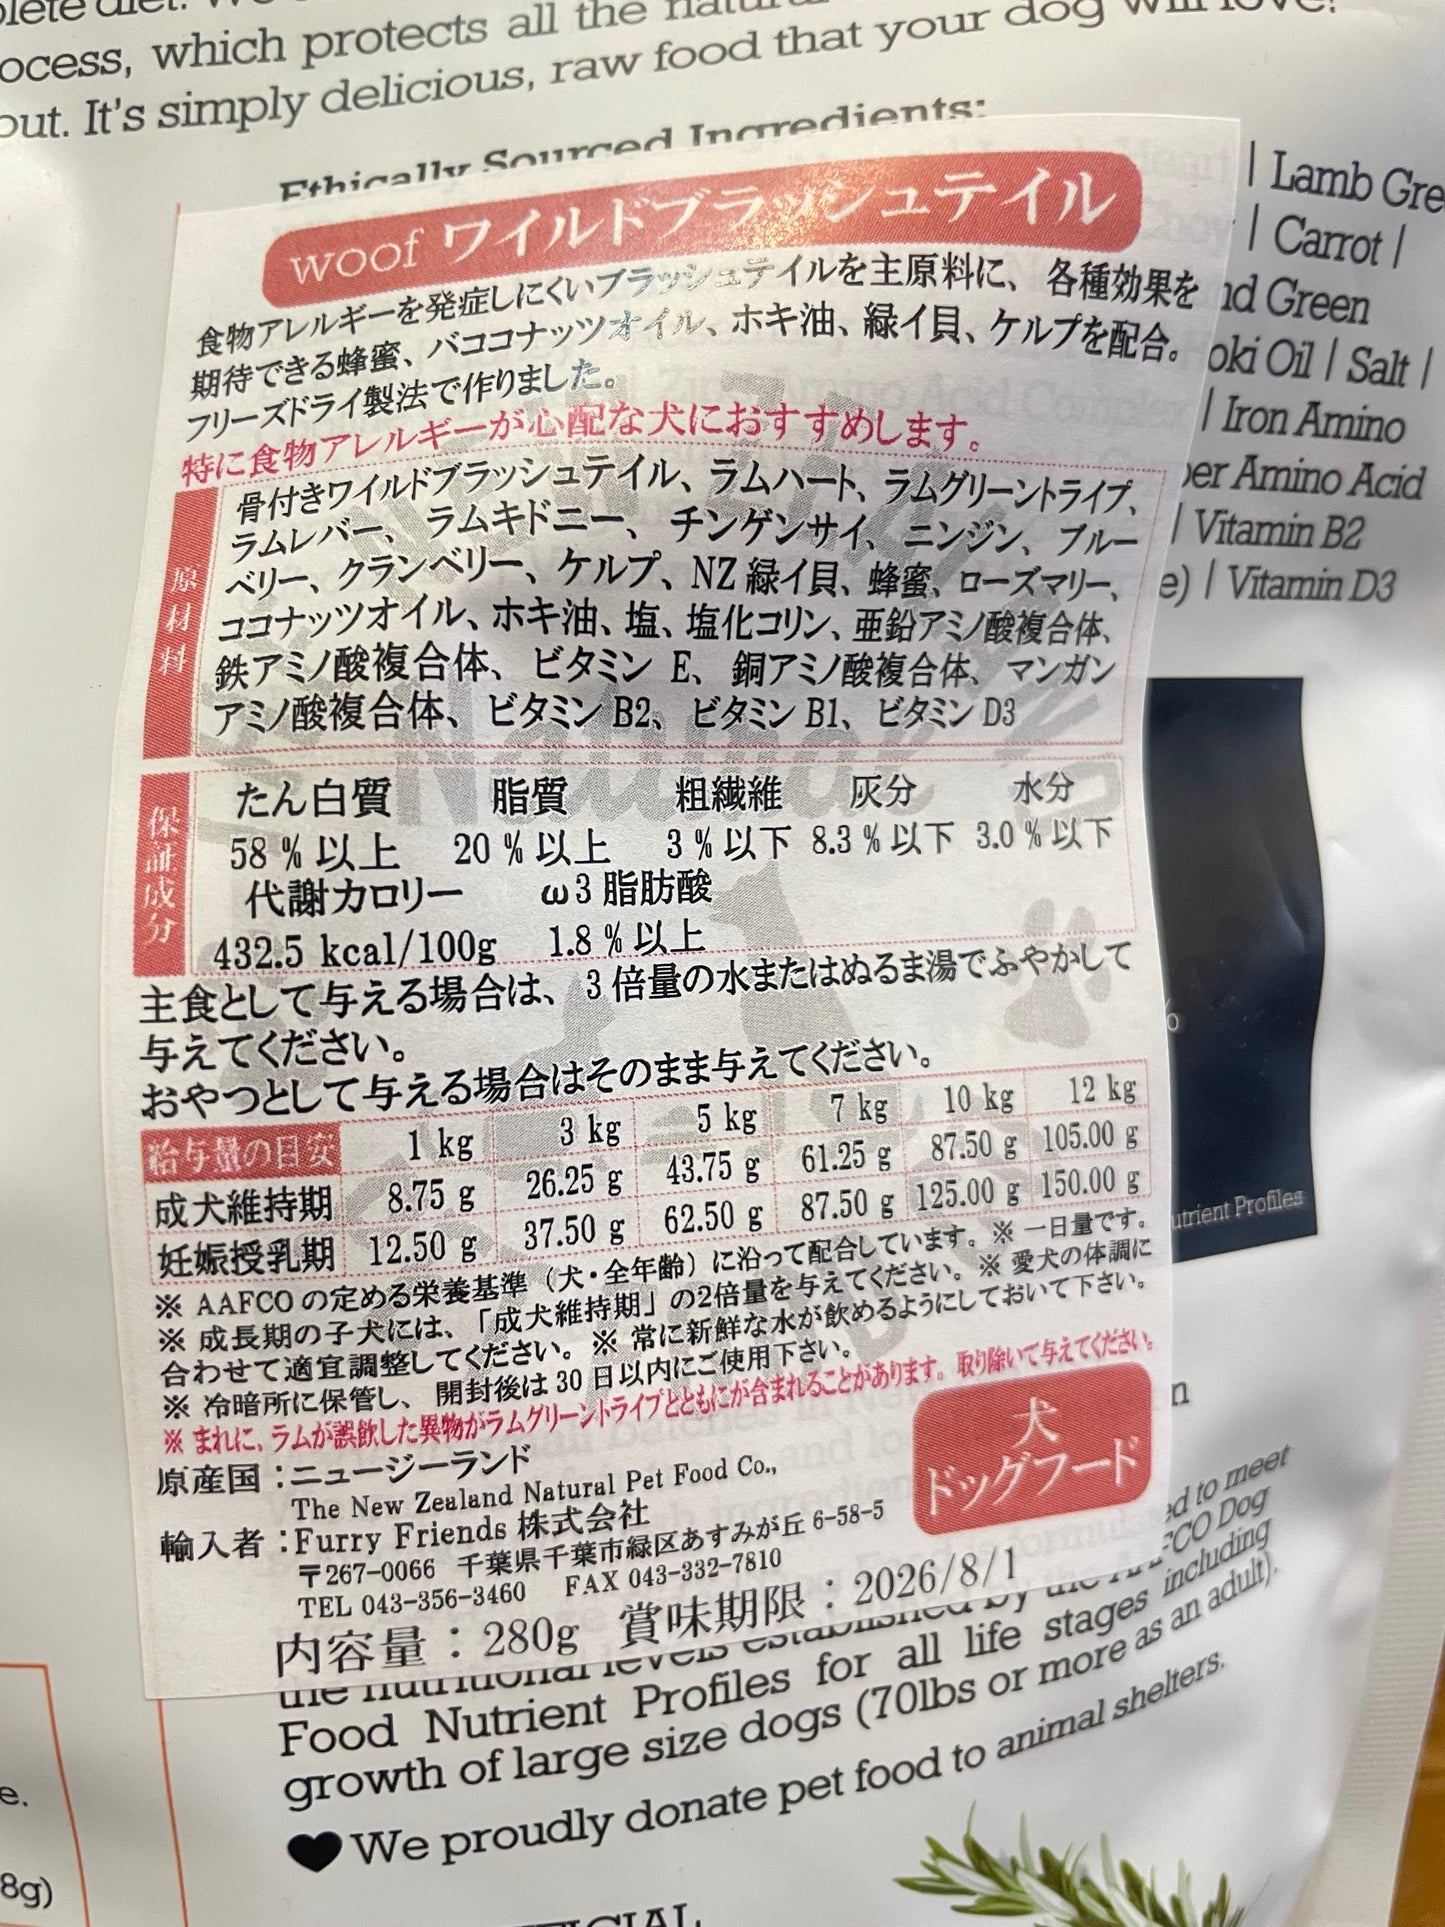 ocess, which protects all the
out. It's simply delicious, raw food that your dog will love!
Ethically Sourced Ingredients:
| Lamb Gre
| Carrot |
nd Green
oki Oil | Salt |
| Iron Amino
per Amino Acid
| Vitamin B2
e) | Vitamin D3
woof ワイルドブラッシュテイル
食物アレルギーを発症しにくいブラッシュテイルを主原料に、各種効果を
期待できる蜂蜜、バココナッツオイル、ホキ油、緑イ貝、ケルプを配合。
フリーズドライ製法で作りました。
特に食物アレルギーが心配な犬におすすめします。
原材料
骨付きワイルドブラッシュテイル、ラムハート、ラムグリーントライプ、
ラムレバー、ラムキドニー、チンゲンサイ、ニンジン、ブルー
ベリー、クランベリー、ケルプ、NZ緑イ貝、蜂蜜、ローズマリー、
ココナッツオイル、ホキ油、塩、塩化コリン、亜鉛アミノ酸複合体、
鉄アミノ酸複合体、ビタミン E、銅アミノ酸複合体、マンガン
アミノ酸複合体、ビタミン B2、ビタミン B1、ビタミン D3
保証成分
たん白質 脂質 粗繊維 灰分 水分
58 % 以上 20 % 以上 3 % 以下 8.3 % 以下 3.0 % 以下
代謝カロリー ω3 脂肪酸
432.5 kcal/100g 1.8 % 以上
主食として与える場合は、3 倍量の水またはぬるま湯でふやかして
与えてください。
おやつとして与える場合はそのまま与えてください。
給与量の目安 1 kg 3 kg 5 kg 7 kg 10 kg 12 kg
成犬維持期 8.75 g 26.25 g 43.75 g 61.25 g 87.50 g 105.00 g
妊娠授乳期 12.50 g 37.50 g 62.50 g 87.50 g 125.00 g 150.00 g
※ AAFCO の定める栄養基準（犬・全年齢）に沿って配合しています。※ 一日量です。
※ 成長期の子犬には、「成犬維持期」の2倍量を与えてください。※ 愛犬の体調に
合わせて適宜調整してください。※ 常に新鮮な水が飲めるようにしておいて下さい。
※ 冷暗所に保管し、開封後は 30 日以内にご使用下さい。
※ まれに、ラムが誤飲した異物がラムグリーントライプとともにが含まれることがあります。取り除いて与えてください。
原産国：ニュージーランド
The New Zealand Natural Pet Food Co.,
輸入者：Furry Friends 株式会社
〒267-0066 千葉県千葉市緑区あすみが丘 6-58-5
TEL 043-356-3460 FAX 043-332-7810
内容量：280g 賞味期限：2026/8/1
犬
ドッグフード
%
utrient Profiles
n
ed to meet
FCO Dog
the nutritional levels established by the
Food Nutrient Profiles for all life stages including
growth of large size dogs (70lbs or more as an adult).
We proudly donate pet food to animal shelters.
e.
8g)